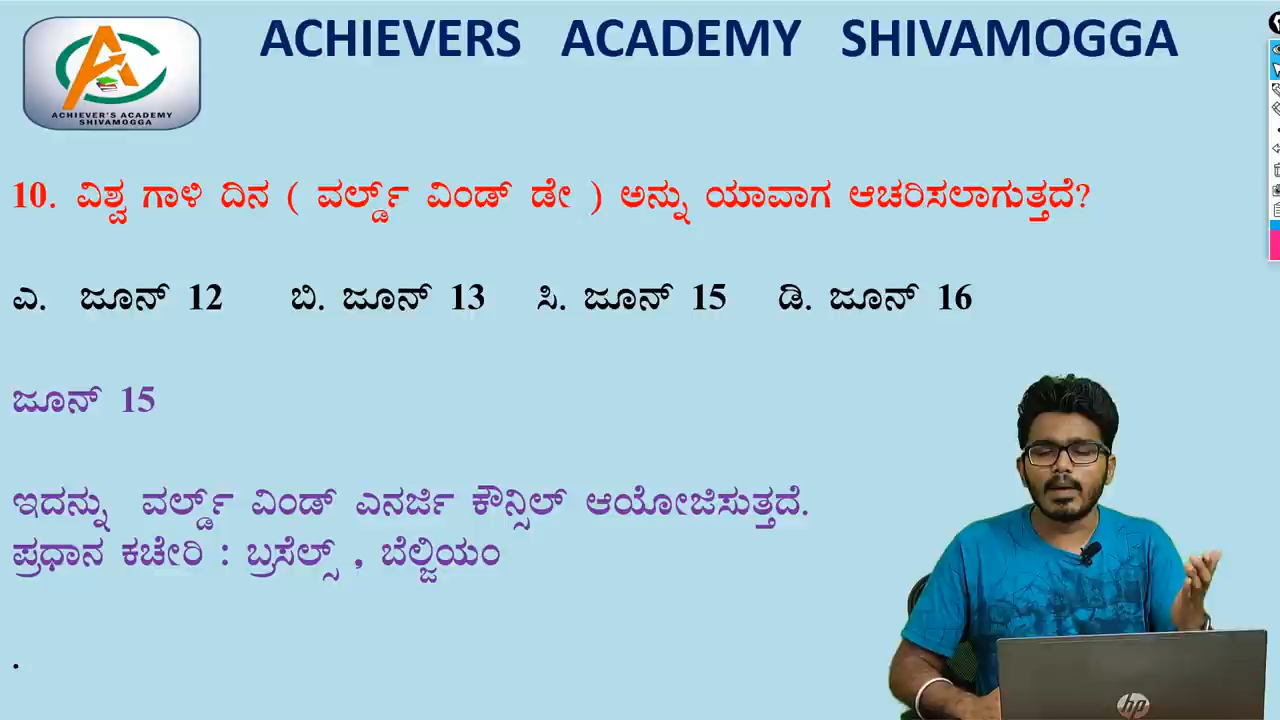 ACHIEVERS ACADEMY SHIVAMOGGA
ACHIEVER'S ACADEMY
SHIVAMOGGA
10. ವಿಶ್ವ ಗಾಳಿ ದಿನ ( ವರ್ಲ್ಡ್ ವಿಂಡ್ ಡೇ ) ಅನ್ನು ಯಾವಾಗ ಆಚರಿಸಲಾಗುತ್ತದೆ?
ಎ. ಜೂನ್ 12 ಬಿ. ಜೂನ್ 13 ಸಿ. ಜೂನ್ 15 ಡಿ. ಜೂನ್ 16
ಜೂನ್ 15
ಇದನ್ನು ವರ್ಲ್ಡ್ ವಿಂಡ್ ಎನರ್ಜಿ ಕೌನ್ಸಿಲ್ ಆಯೋಜಿಸುತ್ತದೆ.
ಪ್ರಧಾನ ಕಚೇರಿ : ಬ್ರಸೆಲ್ಸ್ , ಬೆಲ್ಜಿಯಂ
.
hp